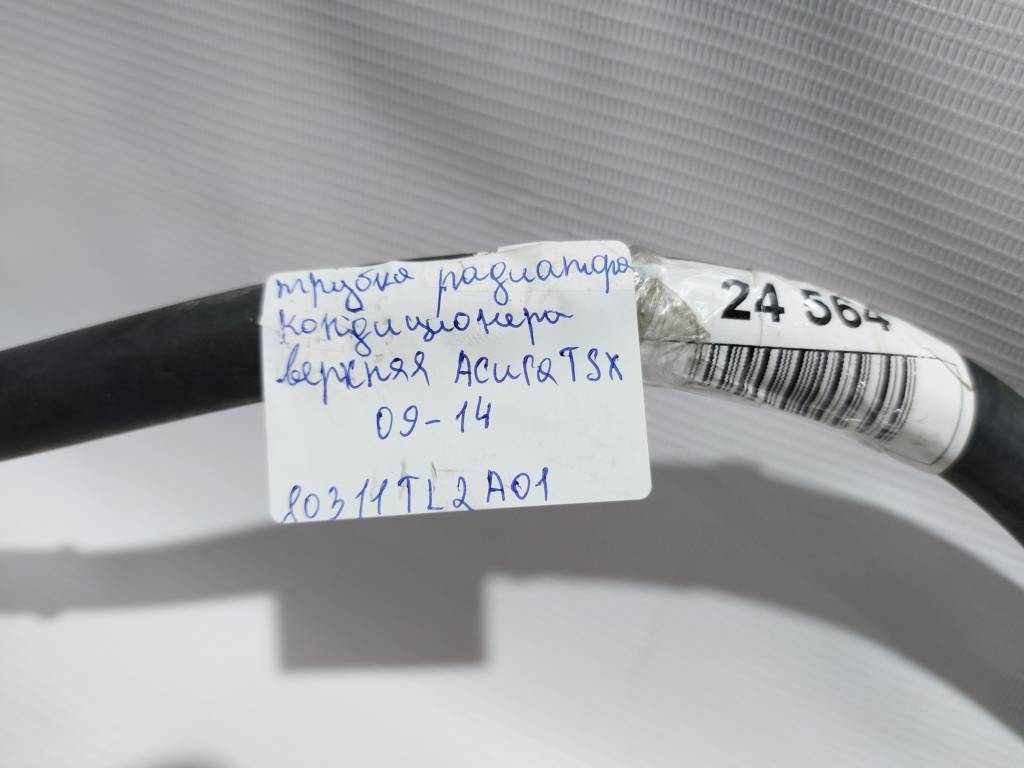 трубка радиатора
кондиционера
верхняя Acura TSX
09-14
80311TL2A01
24 564